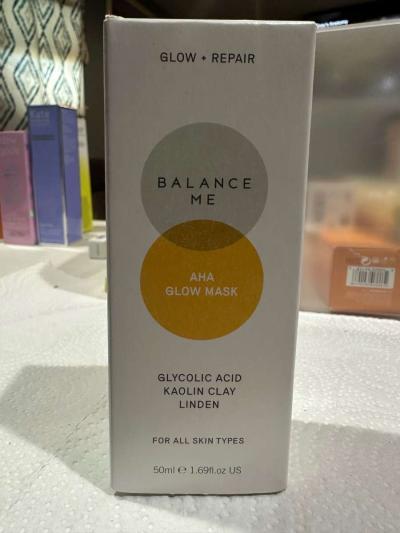 GLOW + REPAIR
BALANCE
ME
AHA
GLOW MASK
GLYCOLIC ACID
KAOLIN CLAY
LINDEN
FOR ALL SKIN TYPES
50ml ℮ 1.69fl.oz US
Kate